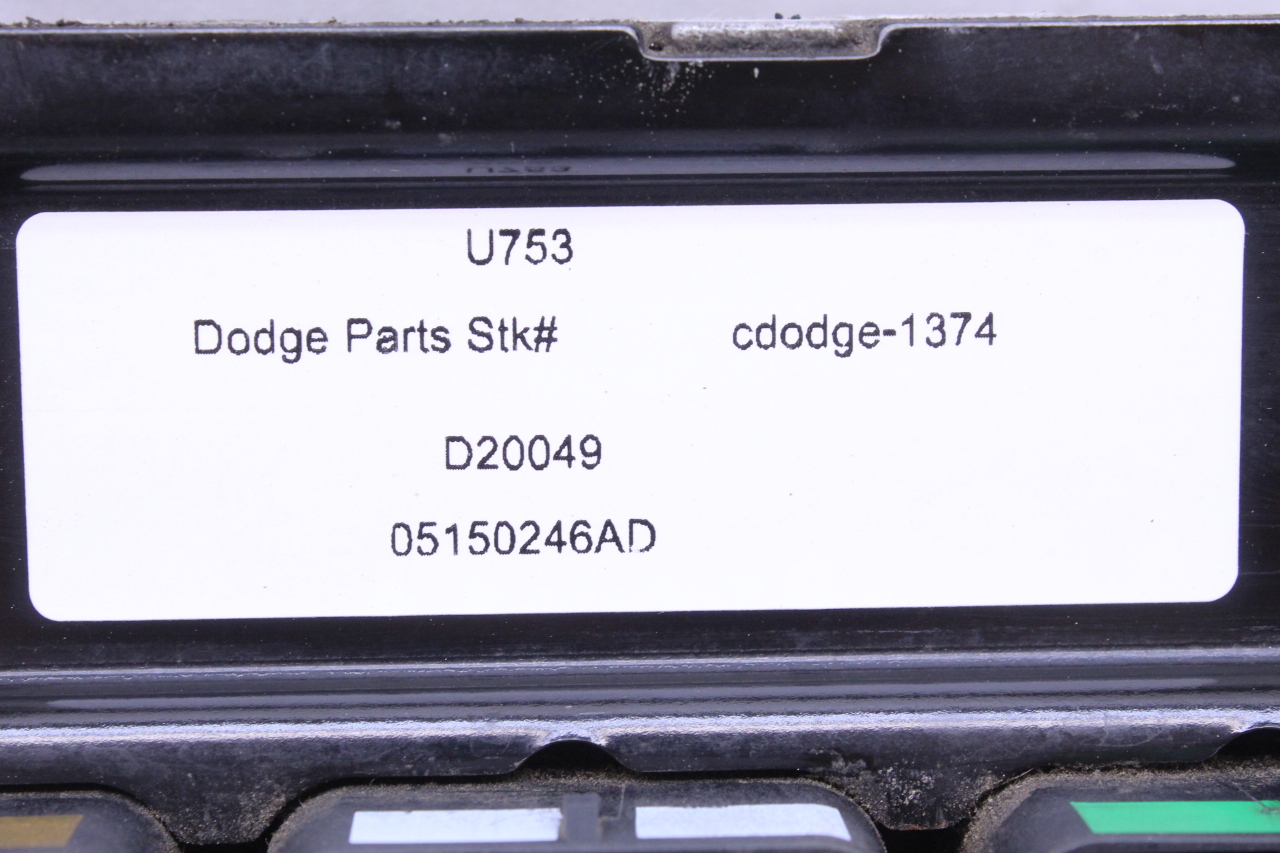 U753
Dodge Parts Stk# cdodge-1374
D20049
05150246AD